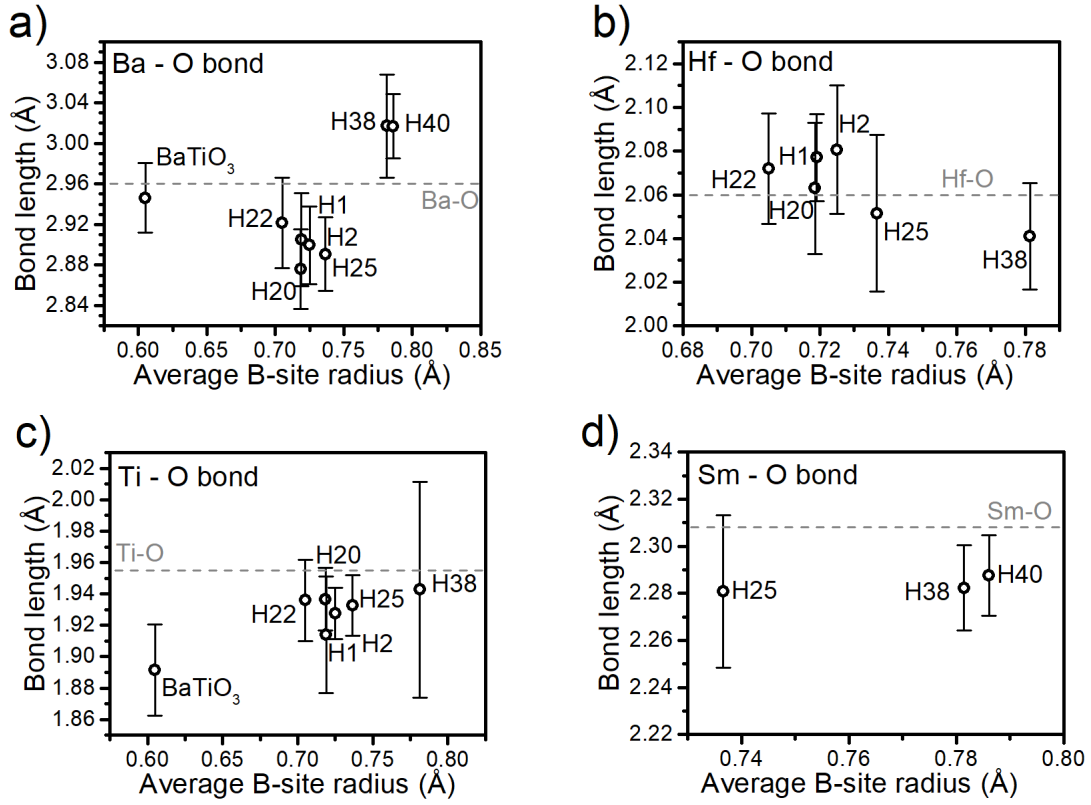 a)
Ba - O bond
Bond length (Å)
3.08
3.04
3.00
2.96
2.92
2.88
2.84
BaTiO₃
H38
H40
Ba-O
H22
H1
H2
H25
H20
0.60 0.65 0.70 0.75 0.80 0.85
Average B-site radius (Å)
b)
Hf - O bond
Bond length (Å)
2.12
2.10
2.08
2.06
2.04
2.02
2.00
H2
H1
H22
Hf-O
H20
H25
H38
0.68 0.70 0.72 0.74 0.76 0.78
Average B-site radius (Å)
c)
Ti - O bond
Bond length (Å)
2.02
2.00
1.98
1.96
1.94
1.92
1.90
1.88
1.86
Ti-O
H20
H22
H25
H38
H1
H2
BaTiO₃
0.60 0.65 0.70 0.75 0.80
Average B-site radius (Å)
d)
Sm - O bond
Bond length (Å)
2.34
2.32
2.30
2.28
2.26
2.24
2.22
Sm-O
H25
H38
H40
0.74 0.76 0.78 0.80
Average B-site radius (Å)